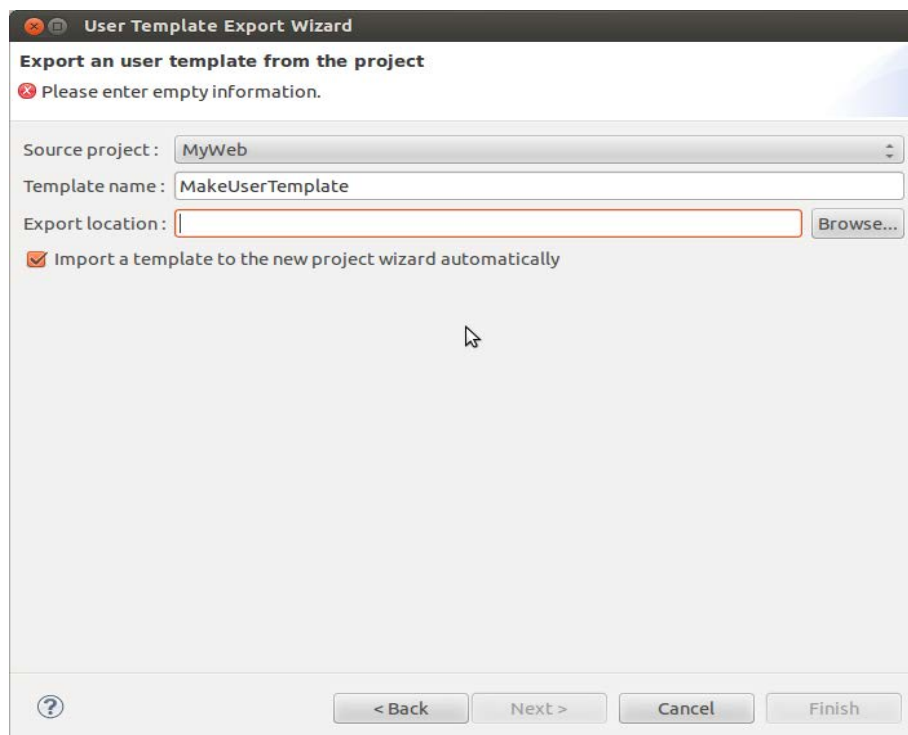 User Template Export Wizard
Export an user template from the project
Please enter empty information.
Source project : MyWeb
Template name : MakeUserTemplate
Export location : Browse...
Import a template to the new project wizard automatically
? < Back Next > Cancel Finish